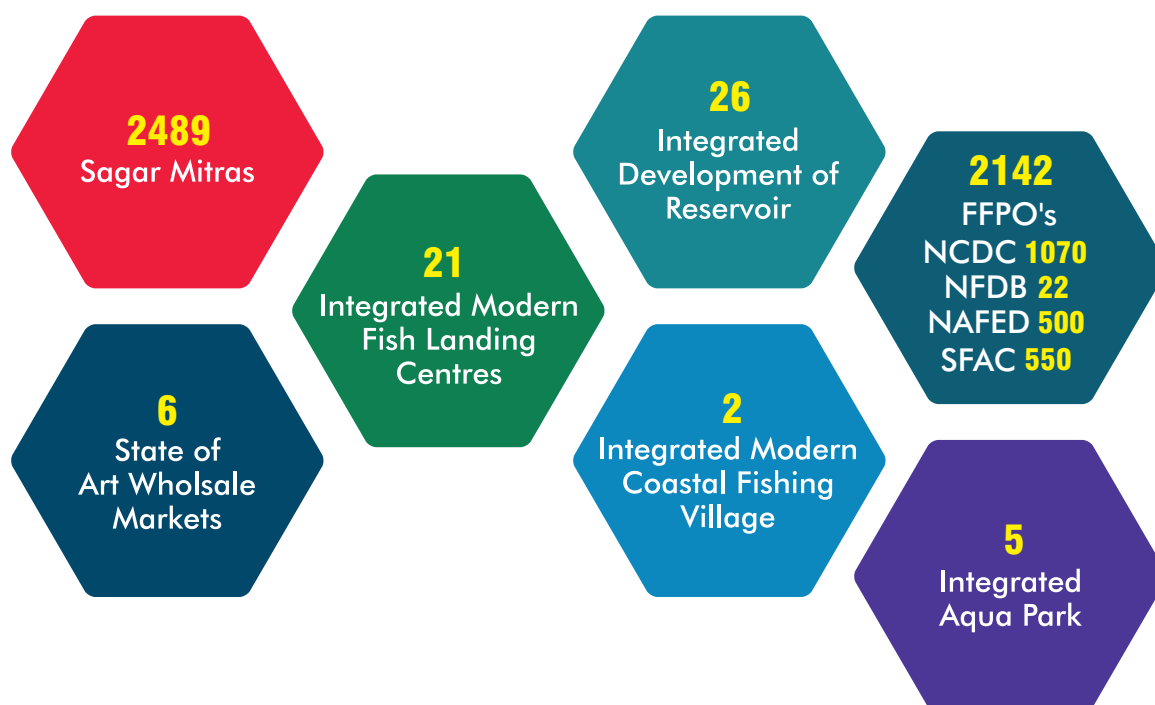 2489
Sagar Mitras
6
State of
Art Wholsale
Markets
21
Integrated Modern
Fish Landing
Centres
26
Integrated
Development of
Reservoir
2
Integrated Modern
Coastal Fishing
Village
2142
FFPO's
NCDC 1070
NFDB 22
NAFED 500
SFAC 550
5
Integrated
Aqua Park